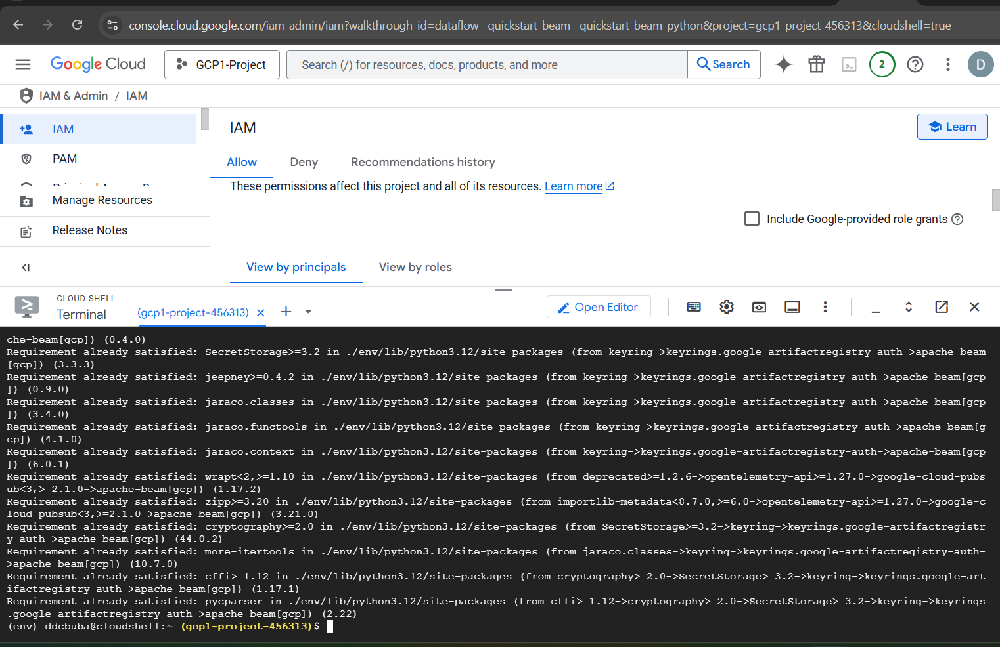 console.cloud.google.com/iam-admin/iam?walkthrough_id=dataflow--quickstart-beam--quickstart-beam-python&project=gcp1-project-456313&cloudshell=true
Google Cloud
GCP1-Project
Search (/) for resources, docs, products, and more
Search
2
D
IAM & Admin / IAM
IAM
PAM
Manage Resources
Release Notes
IAM
Learn
Allow
Deny
Recommendations history
These permissions affect this project and all of its resources. Learn more
Include Google-provided role grants
View by principals
View by roles
CLOUD SHELL
Terminal
(gcp1-project-456313)
Open Editor
che-beam[gcp]) (0.4.0)
Requirement already satisfied: SecretStorage>=3.2 in ./env/lib/python3.12/site-packages (from keyring->keyrings.google-artifactregistry-auth->apache-beam
[gcp]) (3.3.3)
Requirement already satisfied: jeepney>=0.4.2 in ./env/lib/python3.12/site-packages (from keyring->keyrings.google-artifactregistry-auth->apache-beam[gcp
]) (0.9.0)
Requirement already satisfied: jaraco.classes in ./env/lib/python3.12/site-packages (from keyring->keyrings.google-artifactregistry-auth->apache-beam[gcp
]) (3.4.0)
Requirement already satisfied: jaraco.functools in ./env/lib/python3.12/site-packages (from keyring->keyrings.google-artifactregistry-auth->apache-beam[g
cp]) (4.1.0)
Requirement already satisfied: jaraco.context in ./env/lib/python3.12/site-packages (from keyring->keyrings.google-artifactregistry-auth->apache-beam[gcp
]) (6.0.1)
Requirement already satisfied: wrapt<2,>=1.10 in ./env/lib/python3.12/site-packages (from deprecated>=1.2.6->opentelemetry-api>=1.27.0->google-cloud-pubs
ub<3,>=2.1.0->apache-beam[gcp]) (1.17.2)
Requirement already satisfied: zipp>=3.20 in ./env/lib/python3.12/site-packages (from importlib-metadata<8.7.0,>=6.0->opentelemetry-api>=1.27.0->google-c
loud-pubsub<3,>=2.1.0->apache-beam[gcp]) (3.21.0)
Requirement already satisfied: cryptography>=2.0 in ./env/lib/python3.12/site-packages (from SecretStorage>=3.2->keyring->keyrings.google-artifactregistr
y-auth->apache-beam[gcp]) (44.0.2)
Requirement already satisfied: more-itertools in ./env/lib/python3.12/site-packages (from jaraco.classes->keyring->keyrings.google-artifactregistry-auth-
>apache-beam[gcp]) (10.7.0)
Requirement already satisfied: cffi>=1.12 in ./env/lib/python3.12/site-packages (from cryptography>=2.0->SecretStorage>=3.2->keyring->keyrings.google-art
ifactregistry-auth->apache-beam[gcp]) (1.17.1)
Requirement already satisfied: pycparser in ./env/lib/python3.12/site-packages (from cffi>=1.12->cryptography>=2.0->SecretStorage>=3.2->keyring->keyrings
.google-artifactregistry-auth->apache-beam[gcp]) (2.22)
(env) ddcbuba@cloudshell:~ (gcp1-project-456313)$